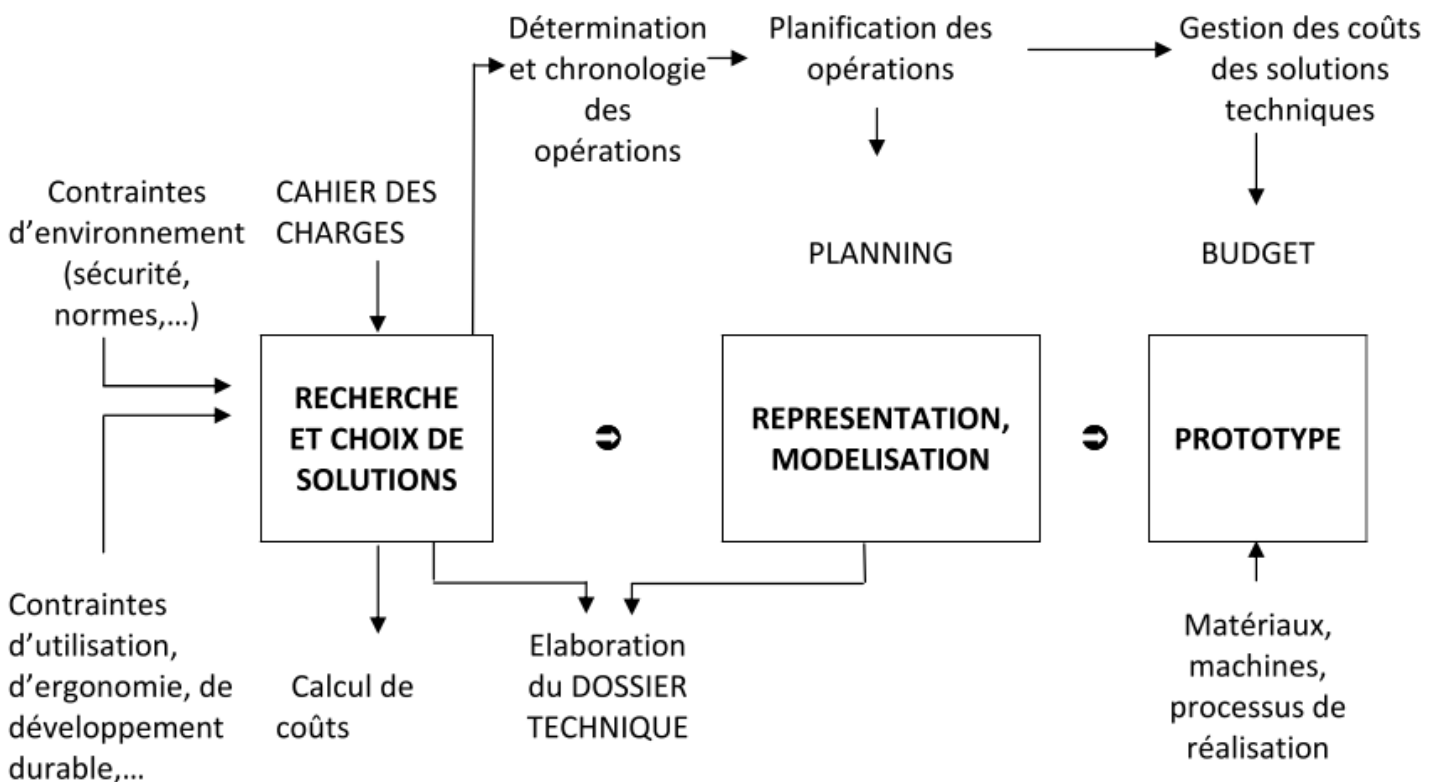 Détermination
et chronologie
des
opérations
Planification des
opérations
Gestion des coûts
des solutions
techniques
Contraintes
d’environnement
(sécurité,
normes,…)
CAHIER DES
CHARGES
PLANNING
BUDGET
RECHERCHE
ET CHOIX DE
SOLUTIONS
REPRESENTATION,
MODELISATION
PROTOTYPE
Contraintes
d’utilisation,
d’ergonomie, de
développement
durable,…
Calcul de
coûts
Elaboration
du DOSSIER
TECHNIQUE
Matériaux,
machines,
processus de
réalisation